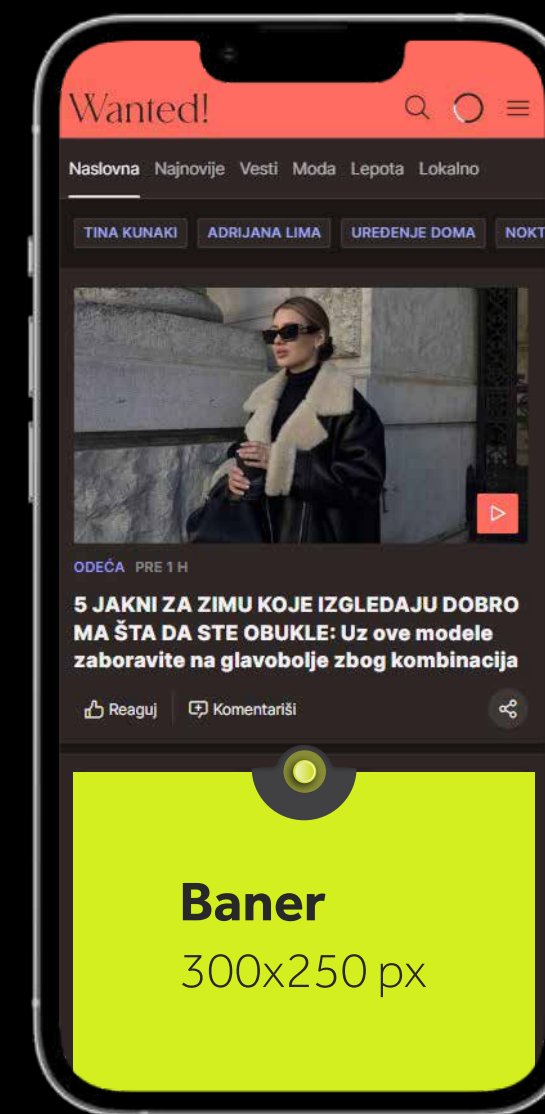 Wanted!
Naslovna Najnovije Vesti Moda Lepota Lokalno
TINA KUNAKI ADRIJANA LIMA UREĐENJE DOMA NOKT
ODEĆA PRE 1 H
5 JAKNI ZA ZIMU KOJE IZGLEDAJU DOBRO
MA ŠTA DA STE OBUKLE: Uz ove modele
zaboravite na glavobolje zbog kombinacija
Reaguj Komentariši
Baner
300x250 px